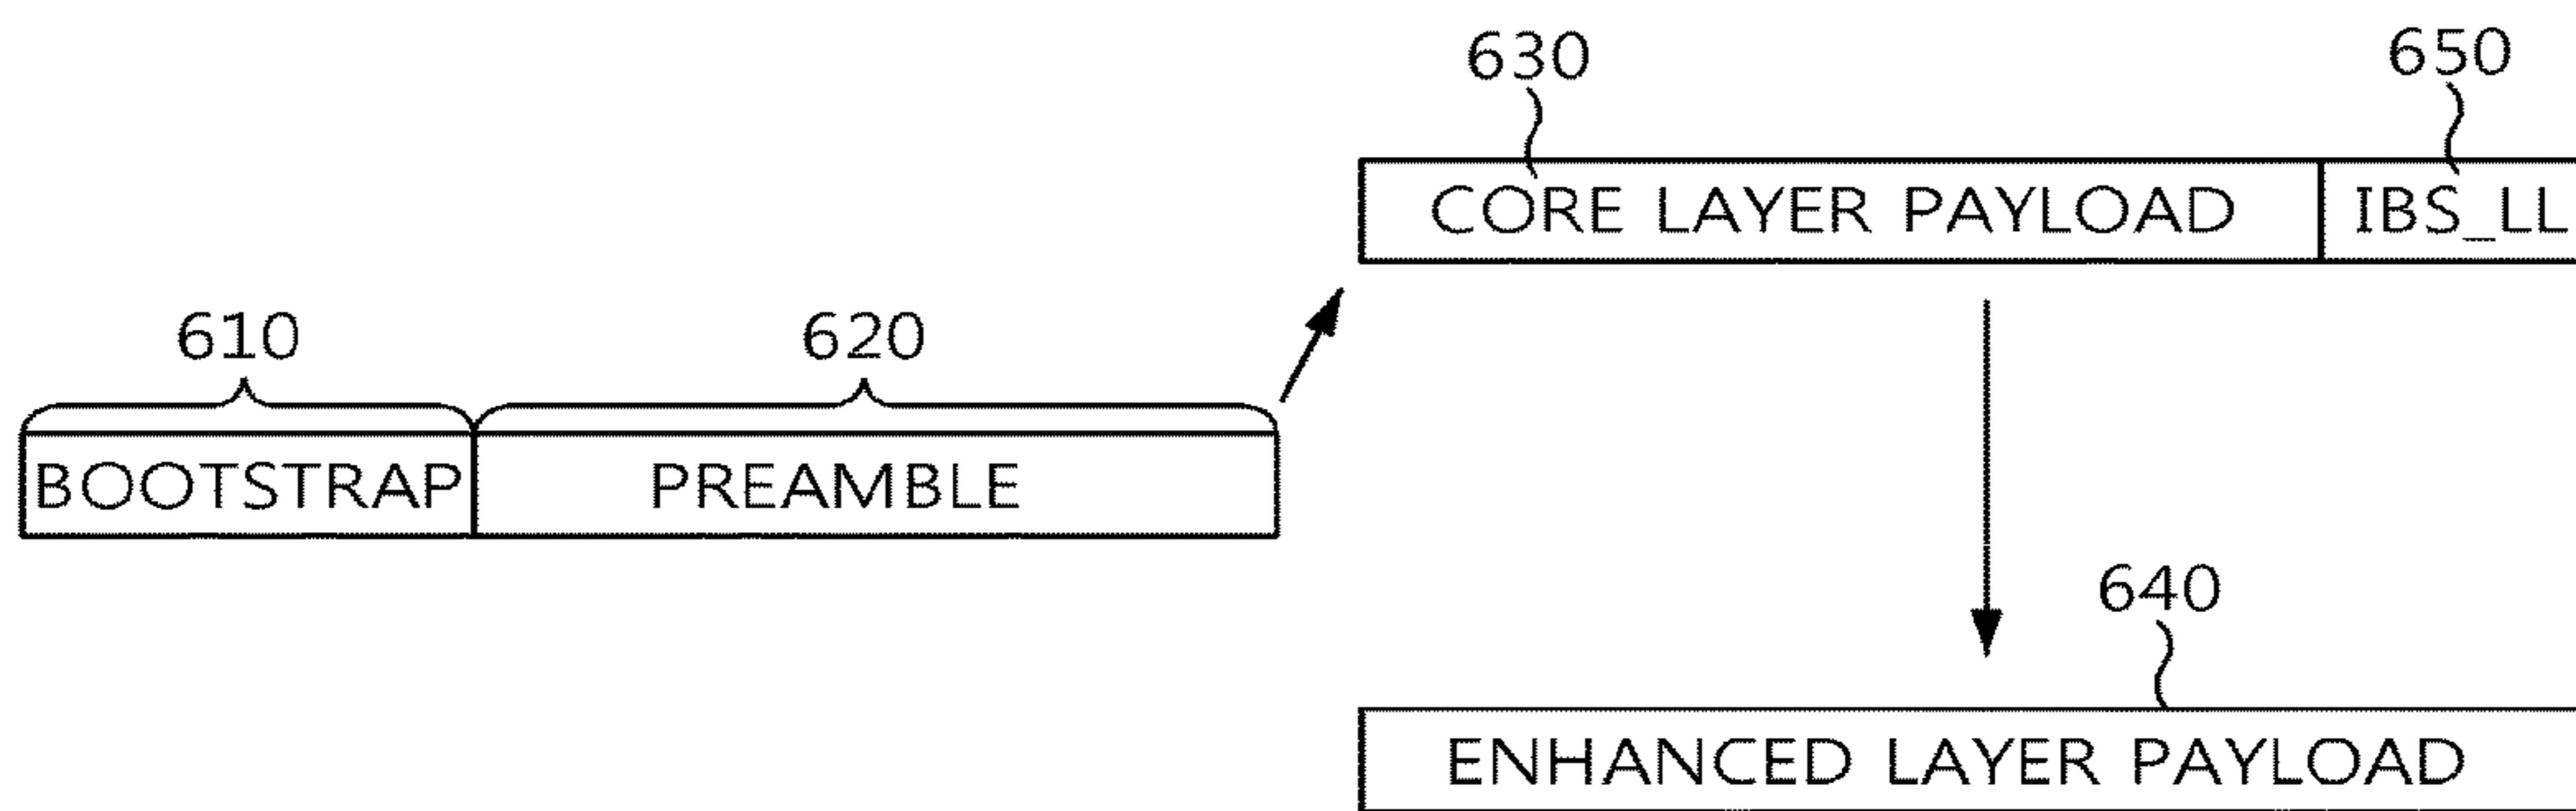 630 650
CORE LAYER PAYLOAD IBS_LL
610 620
BOOTSTRAP PREAMBLE
640
ENHANCED LAYER PAYLOAD